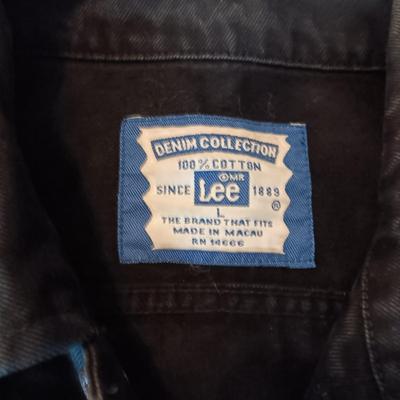 DENIM COLLECTION
100% COTTON
®MR
SINCE Lee 1889
®
L
THE BRAND THAT FITS
MADE IN MACAU
RN 14666